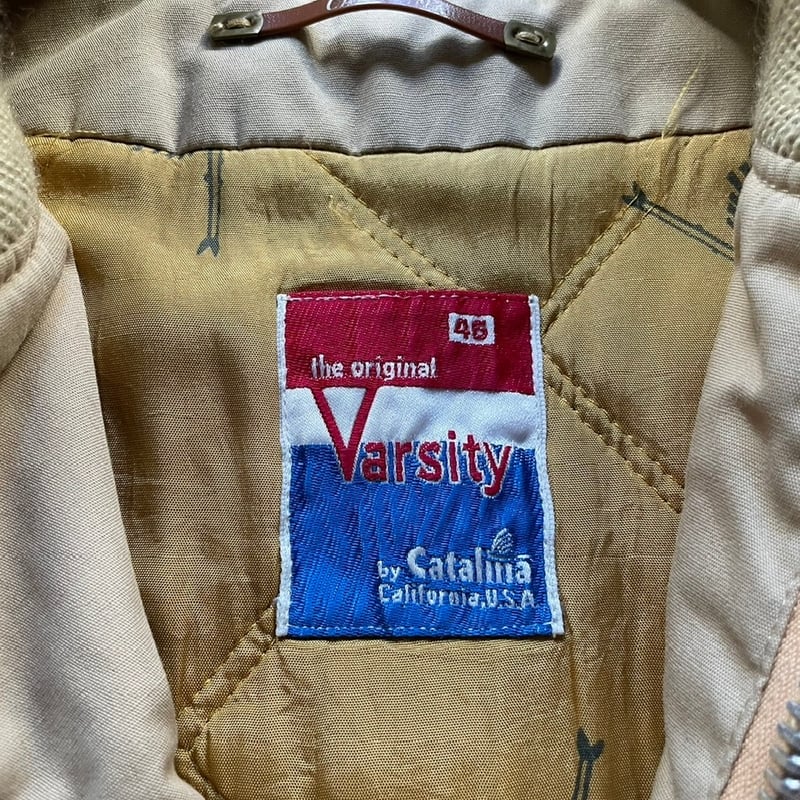 46
the original
Varsity
by Catalina
California, U.S.A